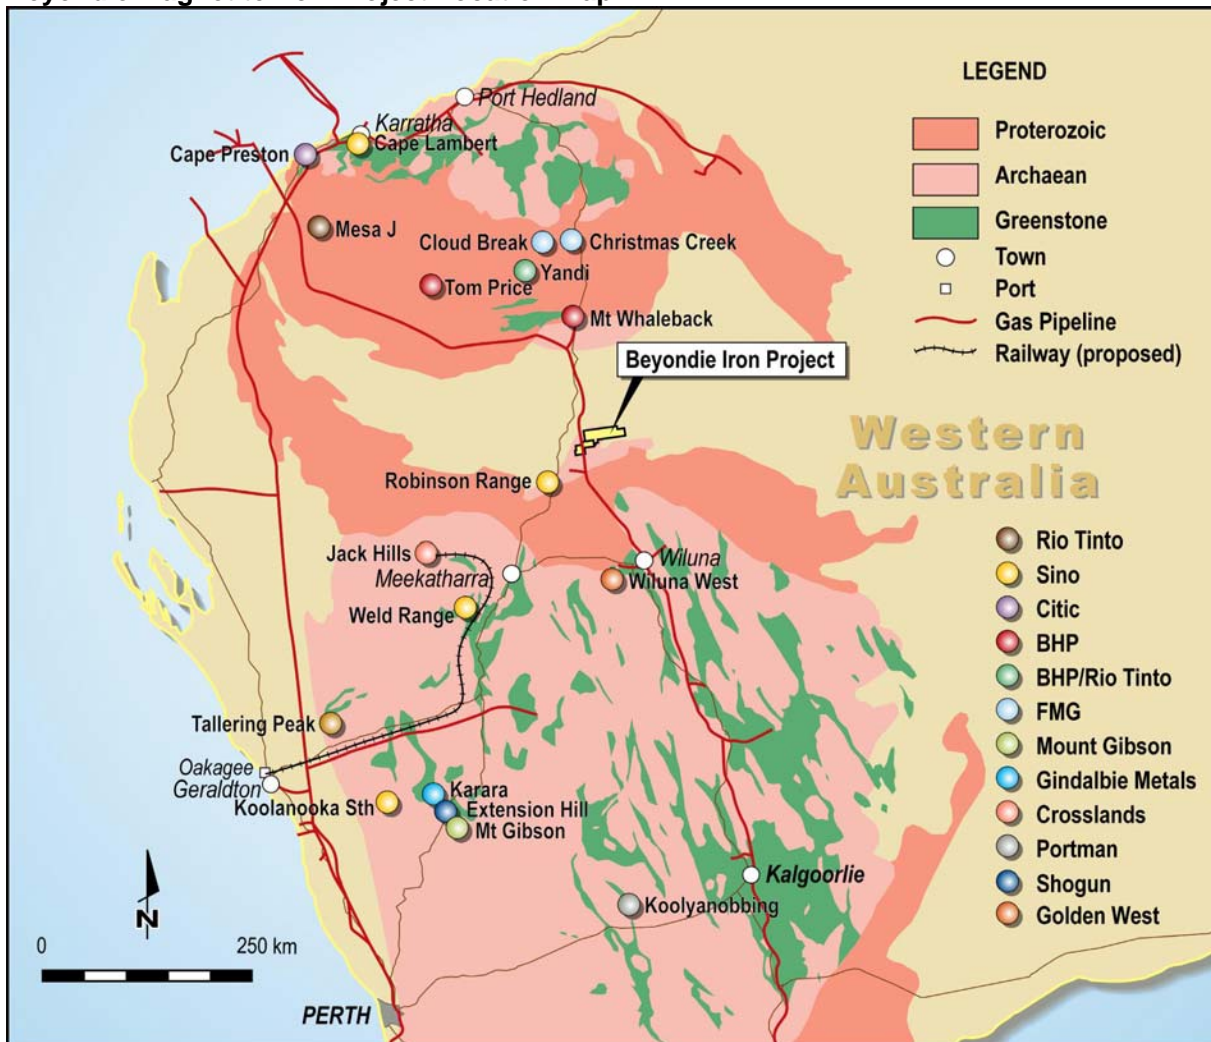 Port Hedland
Karratha
Cape Lambert
Cape Preston
Mesa J
Cloud Break
Christmas Creek
Yandi
Tom Price
Mt Whaleback
Beyondie Iron Project
Robinson Range
Jack Hills
Meekatharra
Wiluna
Wiluna West
Weld Range
Tallering Peak
Oakagee
Geraldton
Koolanooka Sth
Karara
Extension Hill
Mt Gibson
Kalgoorlie
Koolyanobbing
PERTH
N
0 250 km
LEGEND
Proterozoic
Archaean
Greenstone
Town
Port
Gas Pipeline
Railway (proposed)
Western
Australia
Rio Tinto
Sino
Citic
BHP
BHP/Rio Tinto
FMG
Mount Gibson
Gindalbie Metals
Crosslands
Portman
Shogun
Golden West